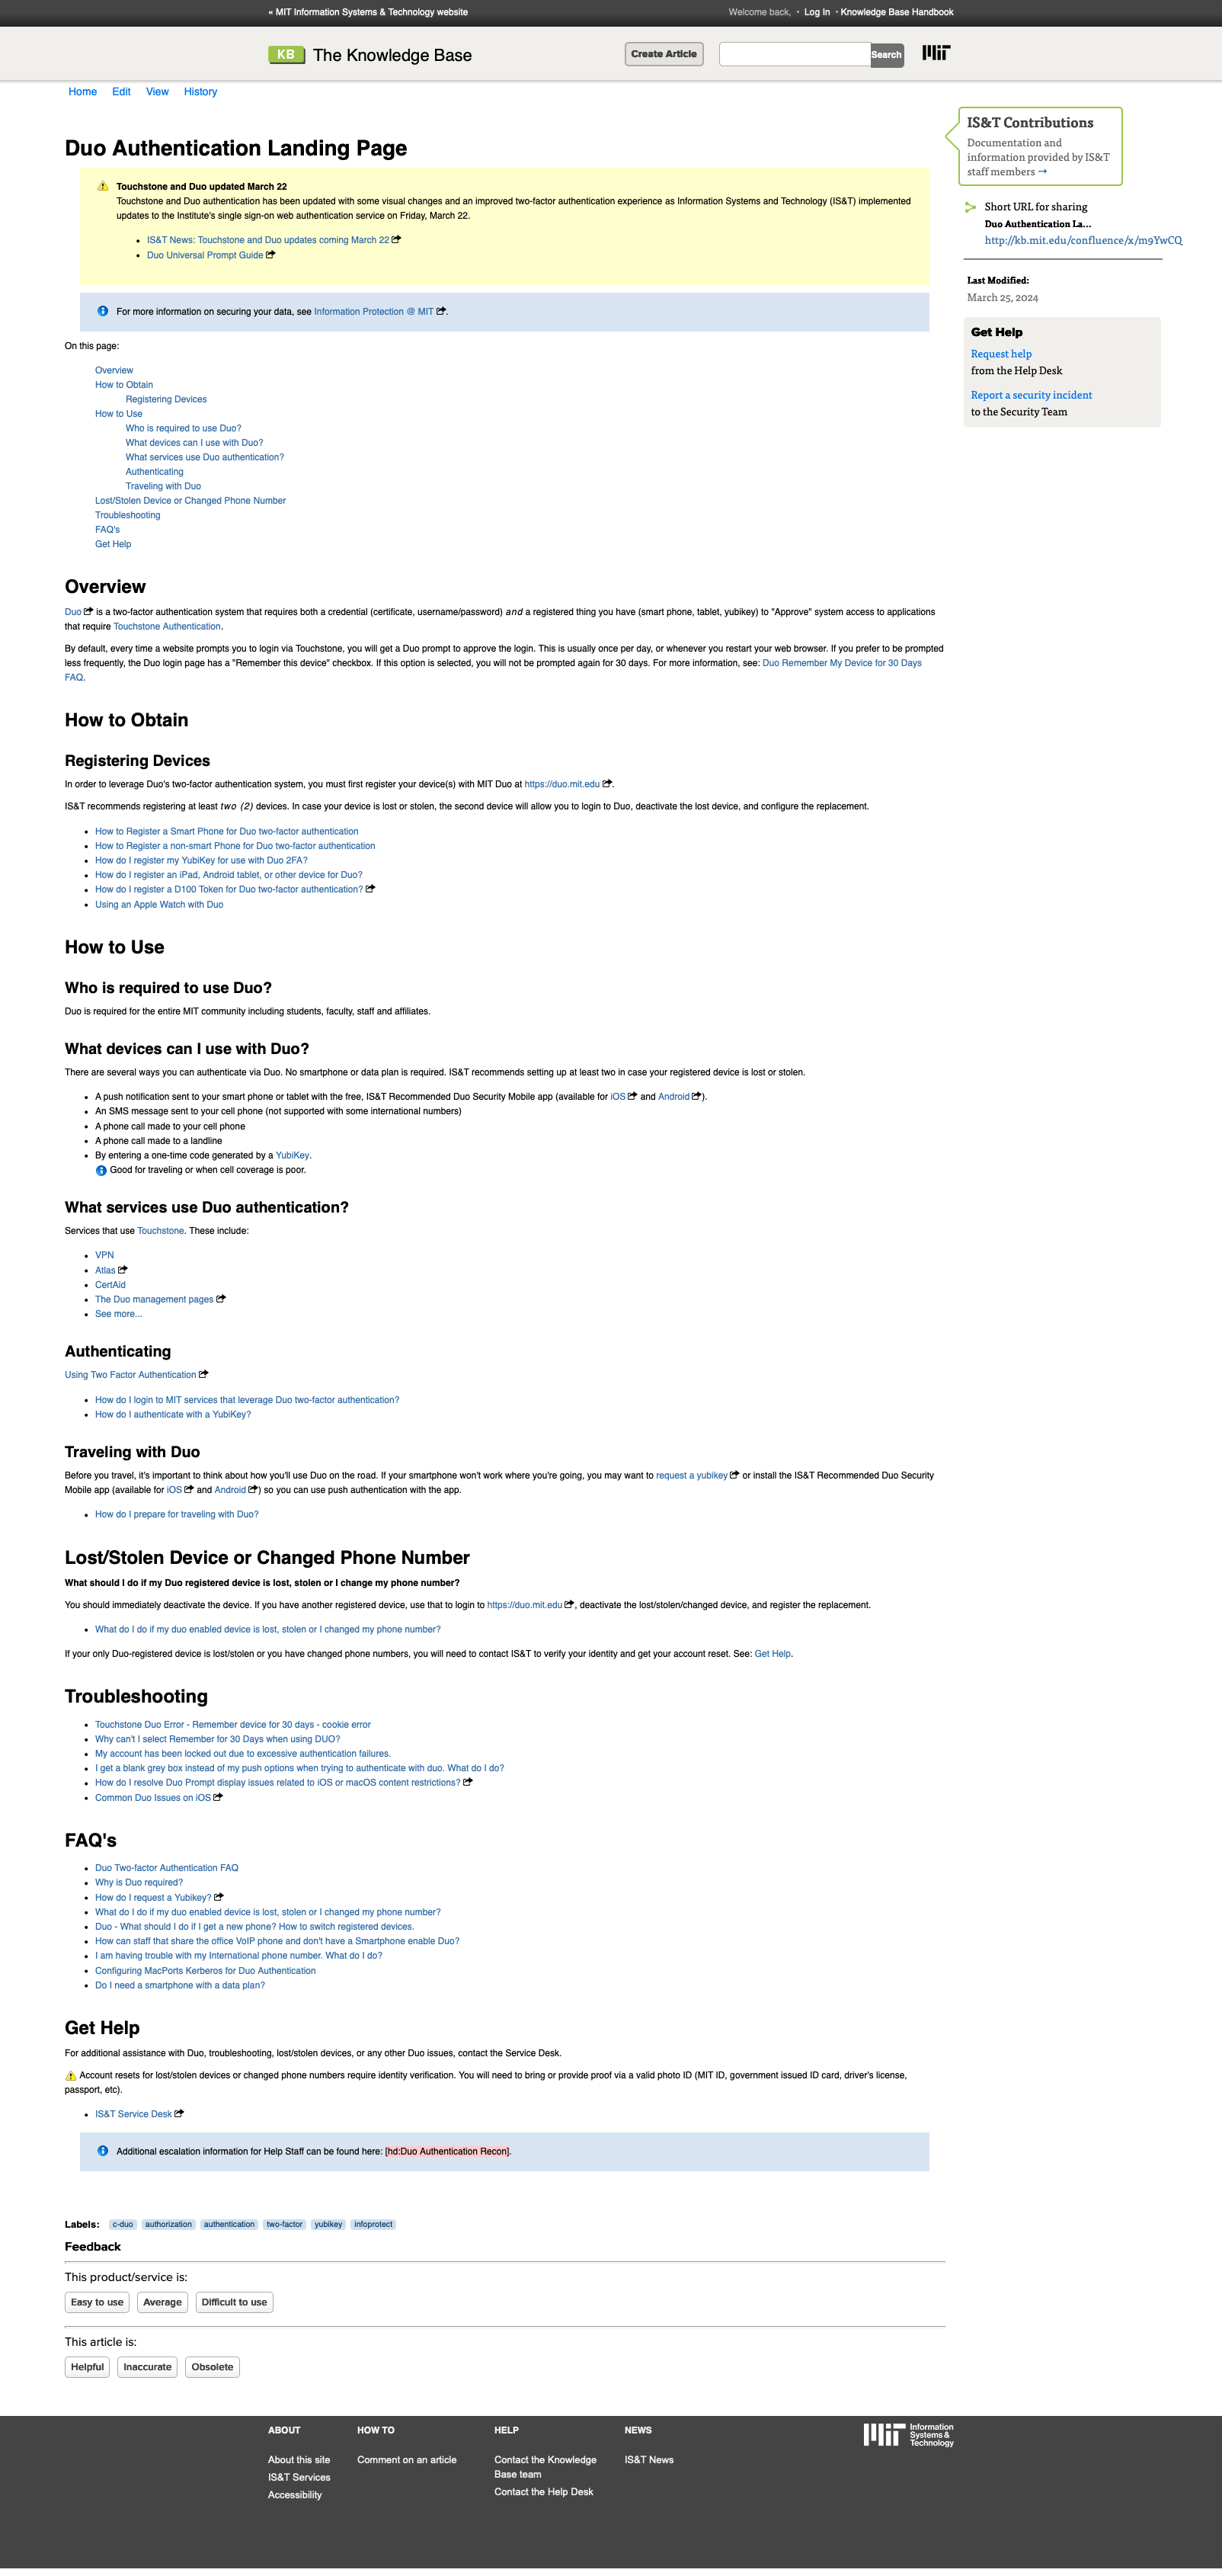 « MIT Information Systems & Technology website
Welcome back, • Log In • Knowledge Base Handbook
KB The Knowledge Base
Create Article
Search
MIT
Home Edit View History
Duo Authentication Landing Page
Touchstone and Duo updated March 22
Touchstone and Duo authentication has been updated with some visual changes and an improved two-factor authentication experience as Information Systems and Technology (IS&T) implemented
updates to the Institute's single sign-on web authentication service on Friday, March 22.
• IS&T News: Touchstone and Duo updates coming March 22
• Duo Universal Prompt Guide
For more information on securing your data, see Information Protection @ MIT.
On this page:
Overview
How to Obtain
Registering Devices
How to Use
Who is required to use Duo?
What devices can I use with Duo?
What services use Duo authentication?
Authenticating
Traveling with Duo
Lost/Stolen Device or Changed Phone Number
Troubleshooting
FAQ's
Get Help
IS&T Contributions
Documentation and
information provided by IS&T
staff members →
Short URL for sharing
Duo Authentication La...
http://kb.mit.edu/confluence/x/m9YwCQ
Last Modified:
March 25, 2024
Get Help
Request help
from the Help Desk
Report a security incident
to the Security Team
Overview
Duo is a two-factor authentication system that requires both a credential (certificate, username/password) and a registered thing you have (smart phone, tablet, yubikey) to "Approve" system access to applications
that require Touchstone Authentication.
By default, every time a website prompts you to login via Touchstone, you will get a Duo prompt to approve the login. This is usually once per day, or whenever you restart your web browser. If you prefer to be prompted
less frequently, the Duo login page has a "Remember this device" checkbox. If this option is selected, you will not be prompted again for 30 days. For more information, see: Duo Remember My Device for 30 Days
FAQ.
How to Obtain
Registering Devices
In order to leverage Duo's two-factor authentication system, you must first register your device(s) with MIT Duo at https://duo.mit.edu.
IS&T recommends registering at least two (2) devices. In case your device is lost or stolen, the second device will allow you to login to Duo, deactivate the lost device, and configure the replacement.
• How to Register a Smart Phone for Duo two-factor authentication
• How to Register a non-smart Phone for Duo two-factor authentication
• How do I register my YubiKey for use with Duo 2FA?
• How do I register an iPad, Android tablet, or other device for Duo?
• How do I register a D100 Token for Duo two-factor authentication?
• Using an Apple Watch with Duo
How to Use
Who is required to use Duo?
Duo is required for the entire MIT community including students, faculty, staff and affiliates.
What devices can I use with Duo?
There are several ways you can authenticate via Duo. No smartphone or data plan is required. IS&T recommends setting up at least two in case your registered device is lost or stolen.
• A push notification sent to your smart phone or tablet with the free, IS&T Recommended Duo Security Mobile app (available for iOS and Android).
• An SMS message sent to your cell phone (not supported with some international numbers)
• A phone call made to your cell phone
• A phone call made to a landline
• By entering a one-time code generated by a YubiKey.
Good for traveling or when cell coverage is poor.
What services use Duo authentication?
Services that use Touchstone. These include:
• VPN
• Atlas
• CertAid
• The Duo management pages
• See more...
Authenticating
Using Two Factor Authentication
• How do I login to MIT services that leverage Duo two-factor authentication?
• How do I authenticate with a YubiKey?
Traveling with Duo
Before you travel, it's important to think about how you'll use Duo on the road. If your smartphone won't work where you're going, you may want to request a yubikey or install the IS&T Recommended Duo Security
Mobile app (available for iOS and Android) so you can use push authentication with the app.
• How do I prepare for traveling with Duo?
Lost/Stolen Device or Changed Phone Number
What should I do if my Duo registered device is lost, stolen or I change my phone number?
You should immediately deactivate the device. If you have another registered device, use that to login to https://duo.mit.edu, deactivate the lost/stolen/changed device, and register the replacement.
• What do I do if my duo enabled device is lost, stolen or I changed my phone number?
If your only Duo-registered device is lost/stolen or you have changed phone numbers, you will need to contact IS&T to verify your identity and get your account reset. See: Get Help.
Troubleshooting
• Touchstone Duo Error - Remember device for 30 days - cookie error
• Why can't I select Remember for 30 Days when using DUO?
• My account has been locked out due to excessive authentication failures.
• I get a blank grey box instead of my push options when trying to authenticate with duo. What do I do?
• How do I resolve Duo Prompt display issues related to iOS or macOS content restrictions?
• Common Duo Issues on iOS
FAQ's
• Duo Two-factor Authentication FAQ
• Why is Duo required?
• How do I request a Yubikey?
• What do I do if my duo enabled device is lost, stolen or I changed my phone number?
• Duo - What should I do if I get a new phone? How to switch registered devices.
• How can staff that share the office VoIP phone and don't have a Smartphone enable Duo?
• I am having trouble with my International phone number. What do I do?
• Configuring MacPorts Kerberos for Duo Authentication
• Do I need a smartphone with a data plan?
Get Help
For additional assistance with Duo, troubleshooting, lost/stolen devices, or any other Duo issues, contact the Service Desk.
Account resets for lost/stolen devices or changed phone numbers require identity verification. You will need to bring or provide proof via a valid photo ID (MIT ID, government issued ID card, driver's license,
passport, etc).
• IS&T Service Desk
Additional escalation information for Help Staff can be found here: [hd:Duo Authentication Recon].
Labels: c-duo authorization authentication two-factor yubikey infoprotect
Feedback
This product/service is:
Easy to use Average Difficult to use
This article is:
Helpful Inaccurate Obsolete
ABOUT
About this site
IS&T Services
Accessibility
HOW TO
Comment on an article
HELP
Contact the Knowledge
Base team
Contact the Help Desk
NEWS
IS&T News
MIT Information
Systems &
Technology